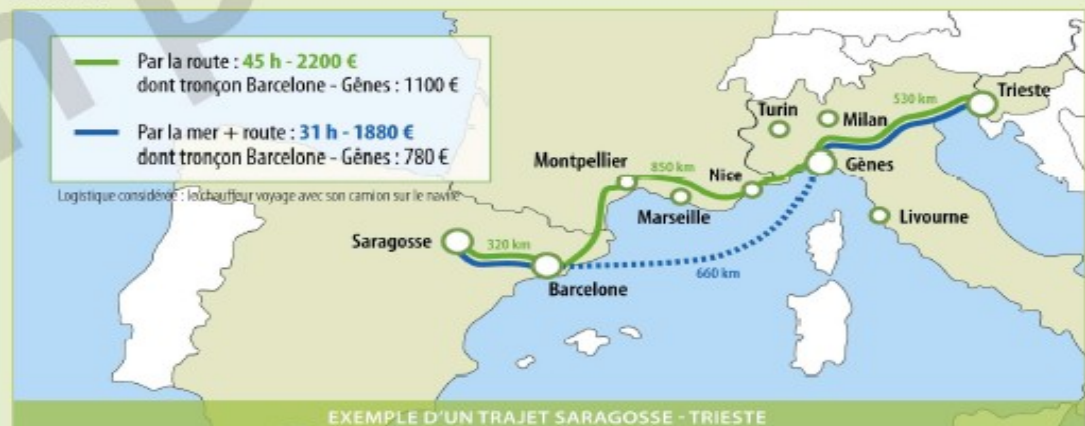 Par la route : 45 h - 2200 €
dont tronçon Barcelone - Gênes : 1100 €
Par la mer + route : 31 h - 1880 €
dont tronçon Barcelone - Gênes : 780 €
Logistique considérée : le chauffeur voyage avec son camion sur le navire
530 km
Trieste
Turin
Milan
Montpellier
850 km
Nice
Gènes
Marseille
Livourne
Saragosse
320 km
660 km
Barcelone
EXEMPLE D'UN TRAJET SARAGOSSE - TRIESTE